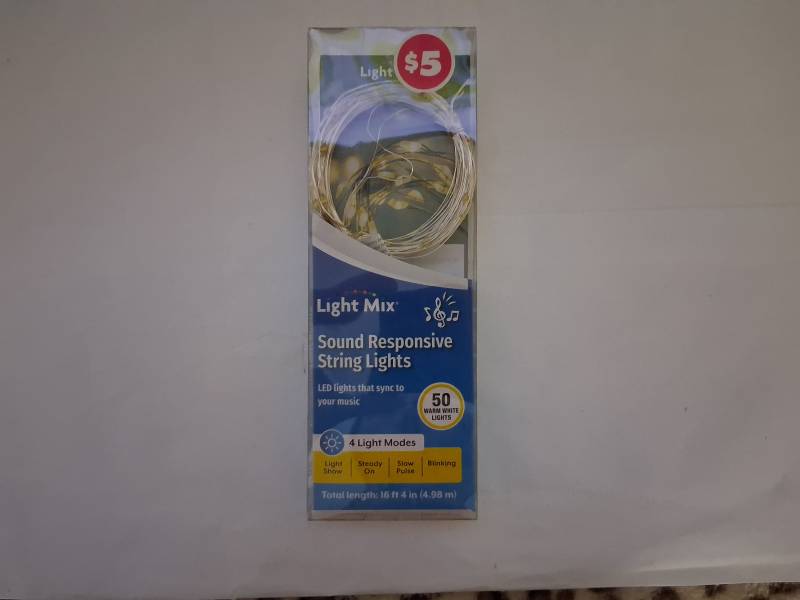 $5
Light
Light Mix®
Sound Responsive
String Lights
LED lights that sync to
your music
50
WARM WHITE
LIGHTS
4 Light Modes
Light Show
Steady On
Slow Pulse
Blinking
Total length: 16 ft 4 in (4.98 m)